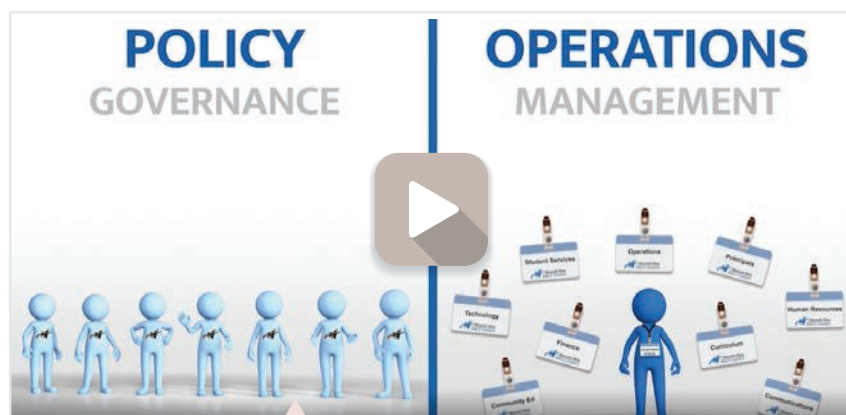 POLICY
GOVERNANCE
OPERATIONS
MANAGEMENT
Student Services
Operations
Principals
Technology
Finance
Curriculum
Human Resources
Community Ed
Communications